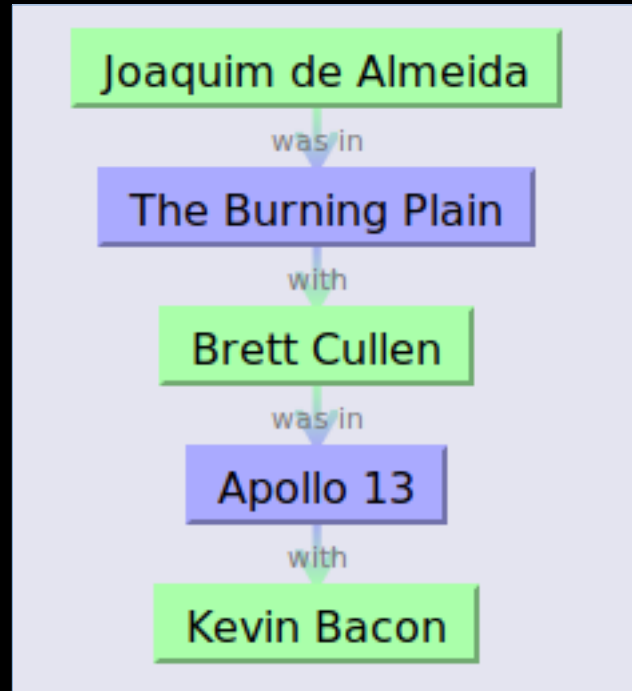 Joaquim de Almeida
was in
The Burning Plain
with
Brett Cullen
was in
Apollo 13
with
Kevin Bacon